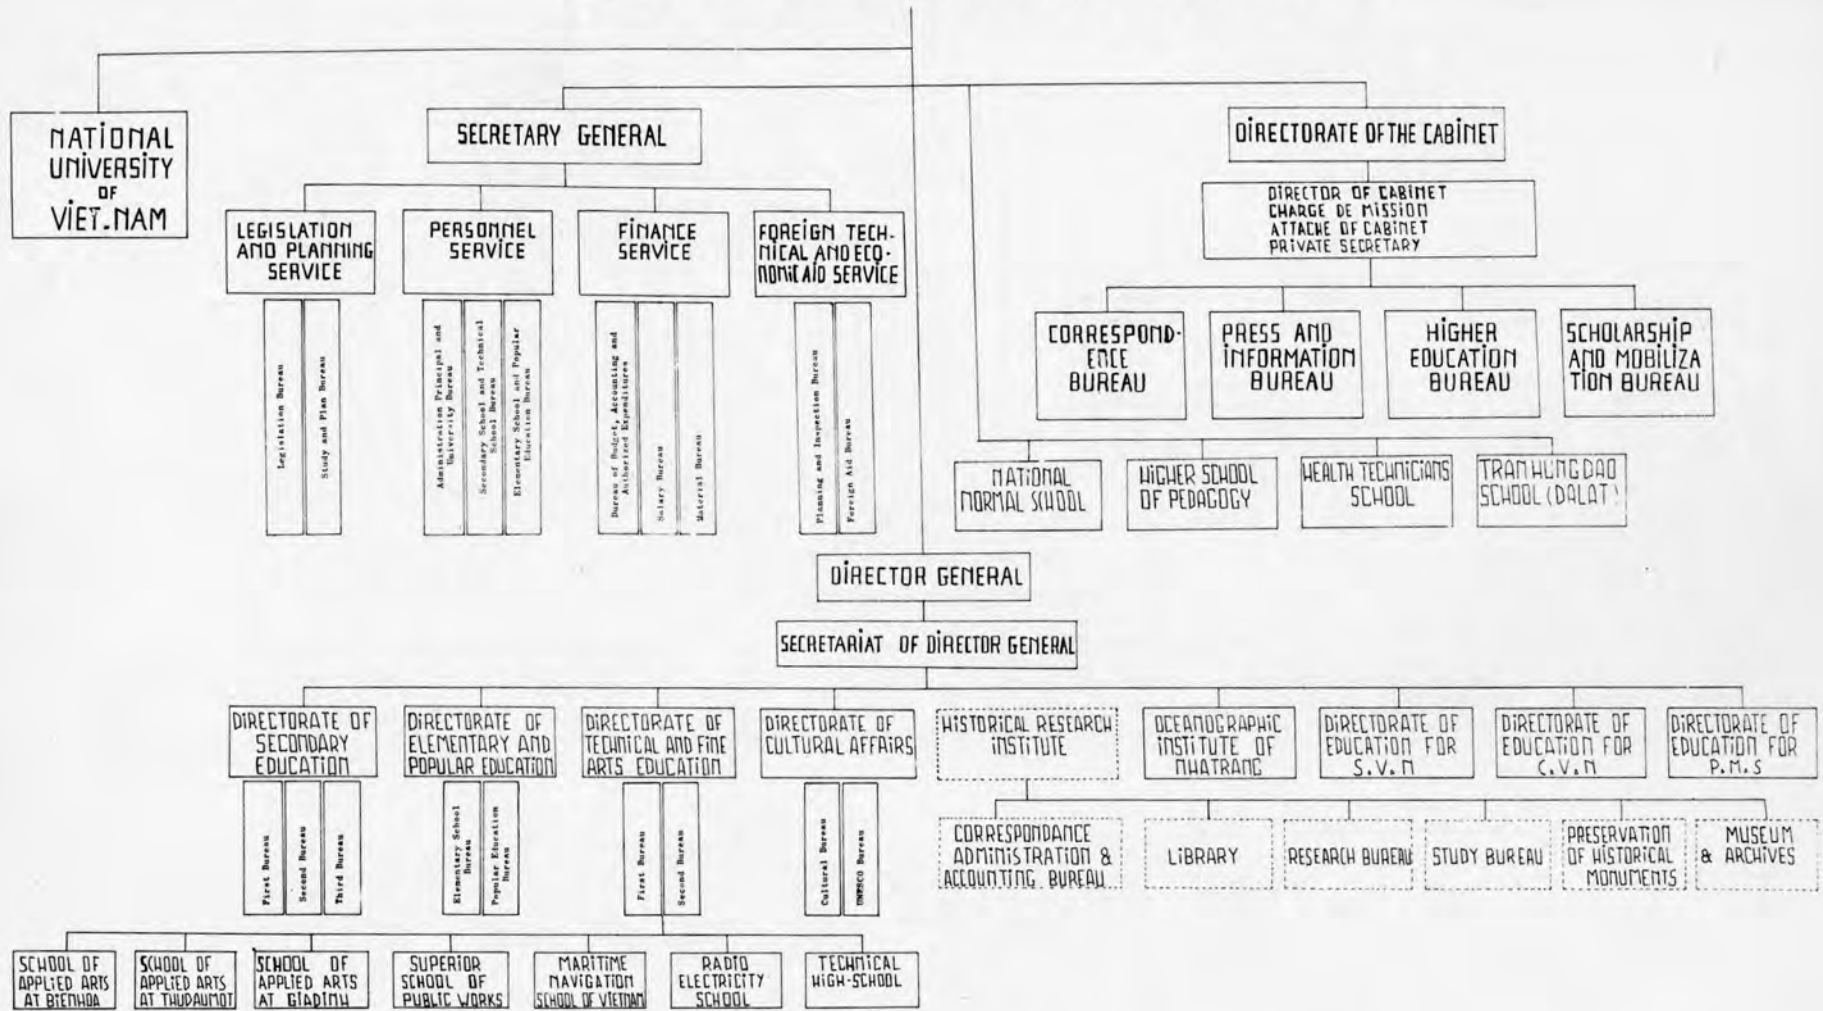 NATIONAL
UNIVERSITY
OF
VIET.NAM
SECRETARY GENERAL
DIRECTORATE OF THE CABINET
DIRECTOR OF CABINET
CHARGE DE MISSION
ATTACHE OF CABINET
PRIVATE SECRETARY
LEGISLATION
AND PLANNING
SERVICE
PERSONNEL
SERVICE
FINANCE
SERVICE
FOREIGN TECH-
NICAL AND ECO-
NOMIC AID SERVICE
Legislation Bureau
Study and Plan Bureau
Administration Principal and
University Bureau
Secondary School and Technical
School Bureau
Elementary School and Popular
Education Bureau
Bureau of Budget, Accounting and
Authorized Expenditures
Salary Bureau
Material Bureau
Planning and Inspection Bureau
Foreign Aid Bureau
CORRESPOND-
ENCE
BUREAU
PRESS AND
INFORMATION
BUREAU
HIGHER
EDUCATION
BUREAU
SCHOLARSHIP
AND MOBILIZA
TION BUREAU
NATIONAL
NORMAL SCHOOL
HIGHER SCHOOL
OF PEDAGOGY
HEALTH TECHNICIANS
SCHOOL
TRAN HUNG DAO
SCHOOL (DALAT)
DIRECTOR GENERAL
SECRETARIAT OF DIRECTOR GENERAL
DIRECTORATE OF
SECONDARY
EDUCATION
DIRECTORATE OF
ELEMENTARY AND
POPULAR EDUCATION
DIRECTORATE OF
TECHNICAL AND FINE
ARTS EDUCATION
DIRECTORATE OF
CULTURAL AFFAIRS
HISTORICAL RESEARCH
INSTITUTE
OCEANOGRAPHIC
INSTITUTE OF
NHATRANG
DIRECTORATE OF
EDUCATION FOR
S.V.N
DIRECTORATE OF
EDUCATION FOR
C.V.N
DIRECTORATE OF
EDUCATION FOR
P.M.S
First Bureau
Second Bureau
Third Bureau
Elementary School
Bureau
Popular Education
Bureau
First Bureau
Second Bureau
Cultural Bureau
UNESCO Bureau
CORRESPONDANCE
ADMINISTRATION &
ACCOUNTING BUREAU
LIBRARY
RESEARCH BUREAU
STUDY BUREAU
PRESERVATION
OF HISTORICAL
MONUMENTS
MUSEUM
& ARCHIVES
SCHOOL OF
APPLIED ARTS
AT BIENHOA
SCHOOL OF
APPLIED ARTS
AT THUDAUMOT
SCHOOL OF
APPLIED ARTS
AT GIADINH
SUPERIOR
SCHOOL OF
PUBLIC WORKS
MARITIME
NAVIGATION
SCHOOL OF VIETNAM
RADIO
ELECTRICITY
SCHOOL
TECHNICAL
HIGH-SCHOOL